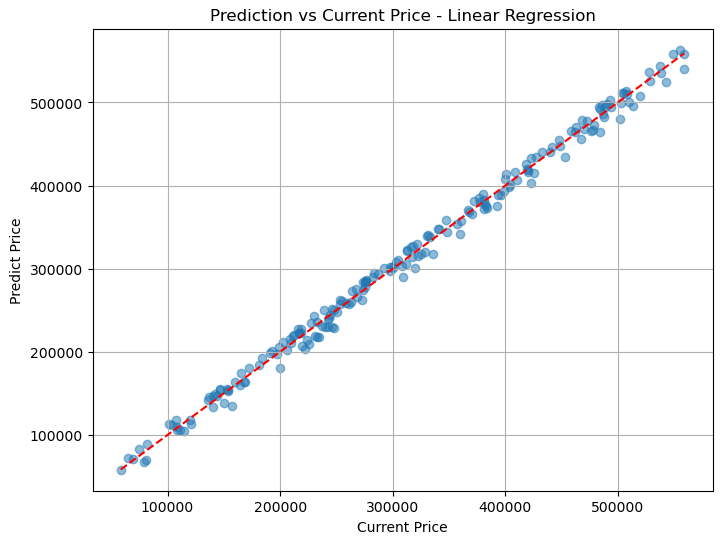 Prediction vs Current Price - Linear Regression
500000
400000
300000
200000
100000
Predict Price
100000 200000 300000 400000 500000
Current Price